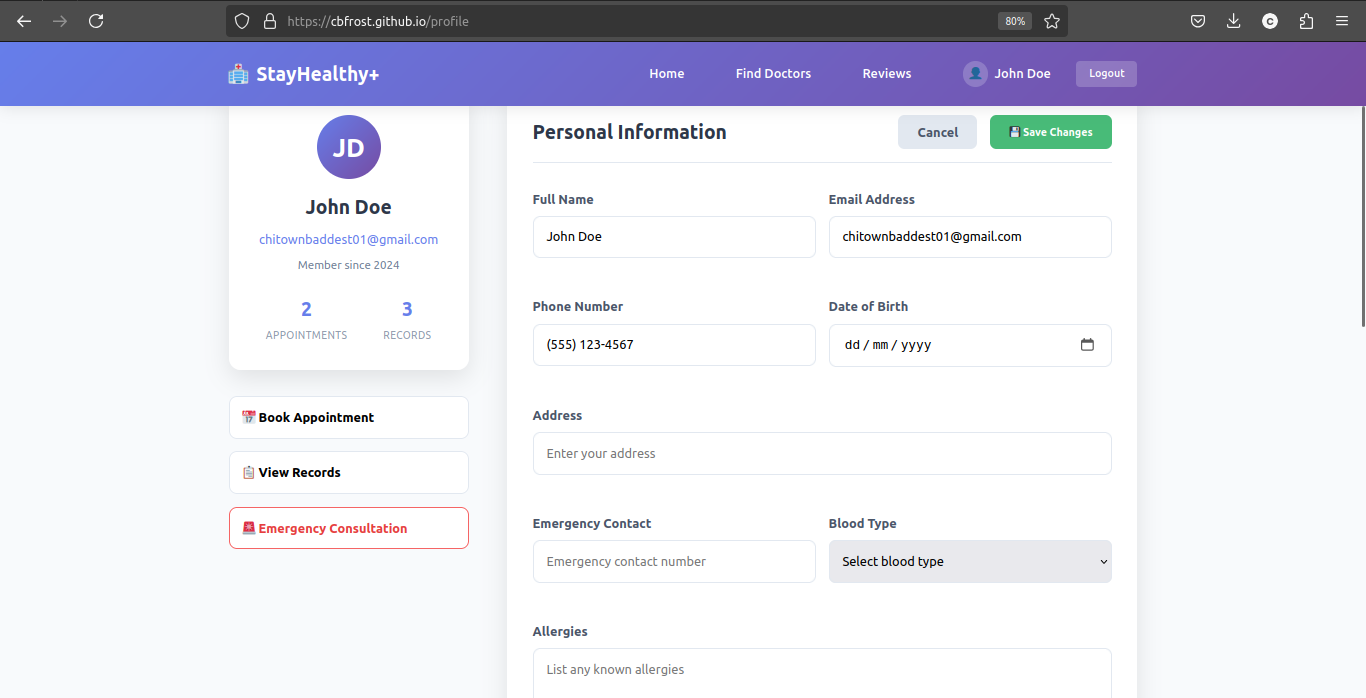 https://cbfrost.github.io/profile
80%
C
StayHealthy+
Home
Find Doctors
Reviews
John Doe
Logout
JD
John Doe
chitownbaddest01@gmail.com
Member since 2024
2
3
APPOINTMENTS
RECORDS
📅 Book Appointment
📋 View Records
🚨 Emergency Consultation
Personal Information
Cancel
💾 Save Changes
Full Name
Email Address
John Doe
chitownbaddest01@gmail.com
Phone Number
Date of Birth
(555) 123-4567
dd / mm / yyyy
Address
Enter your address
Emergency Contact
Blood Type
Emergency contact number
Select blood type
Allergies
List any known allergies